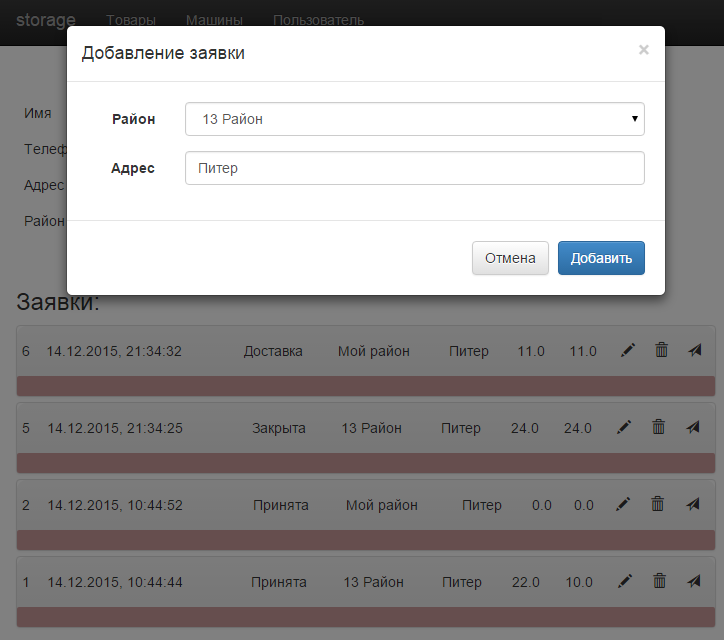 storage Товары Машины Пользователь
Добавление заявки ×
Имя
Район 13 Район
Телеф
Адрес Питер
Адрес
Район
Отмена Добавить
Заявки:
6 14.12.2015, 21:34:32 Доставка Мой район Питер 11.0 11.0
5 14.12.2015, 21:34:25 Закрыта 13 Район Питер 24.0 24.0
2 14.12.2015, 10:44:52 Принята Мой район Питер 0.0 0.0
1 14.12.2015, 10:44:44 Принята 13 Район Питер 22.0 10.0